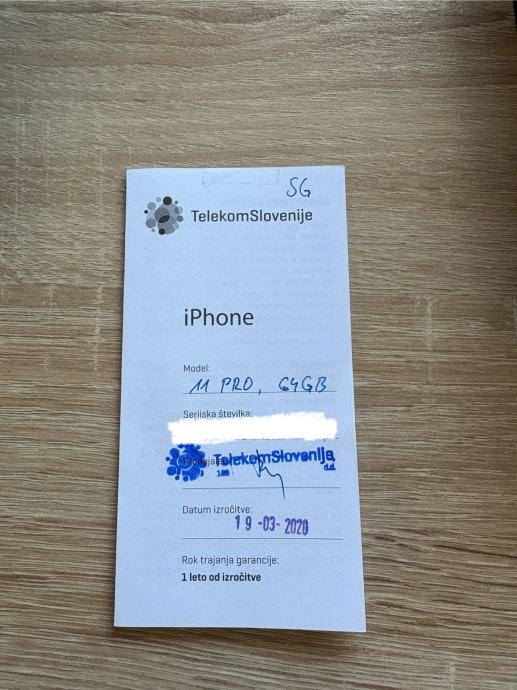 SG
TelekomSlovenije
iPhone
Model:
11 PRO, 64GB
Serijska številka:
Prodajalec:
TelekomSlovenije
d.d.
Datum izročitve:
19-03-2020
Rok trajanja garancije:
1 leto od izročitve